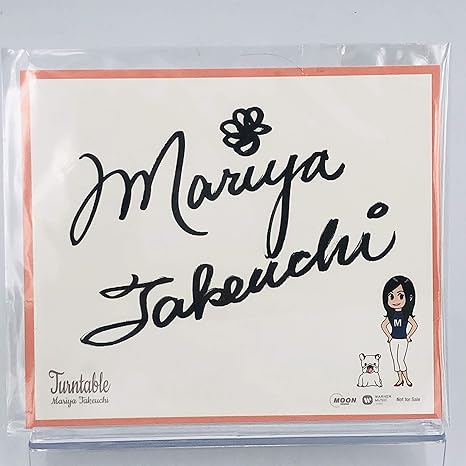 Mariya
Takeuchi
M
Turntable
Mariya Takeuchi
MOON
WARNER MUSIC
Not for Sale